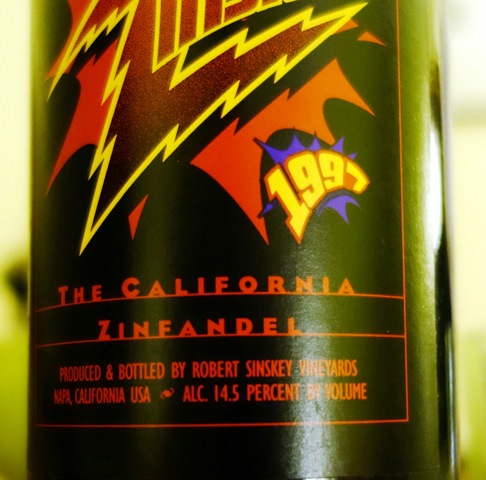 1997
THE CALIFORNIA
ZINFANDEL
PRODUCED & BOTTLED BY ROBERT SINSKEY VINEYARDS
NAPA, CALIFORNIA USA ALC. 14.5 PERCENT BY VOLUME